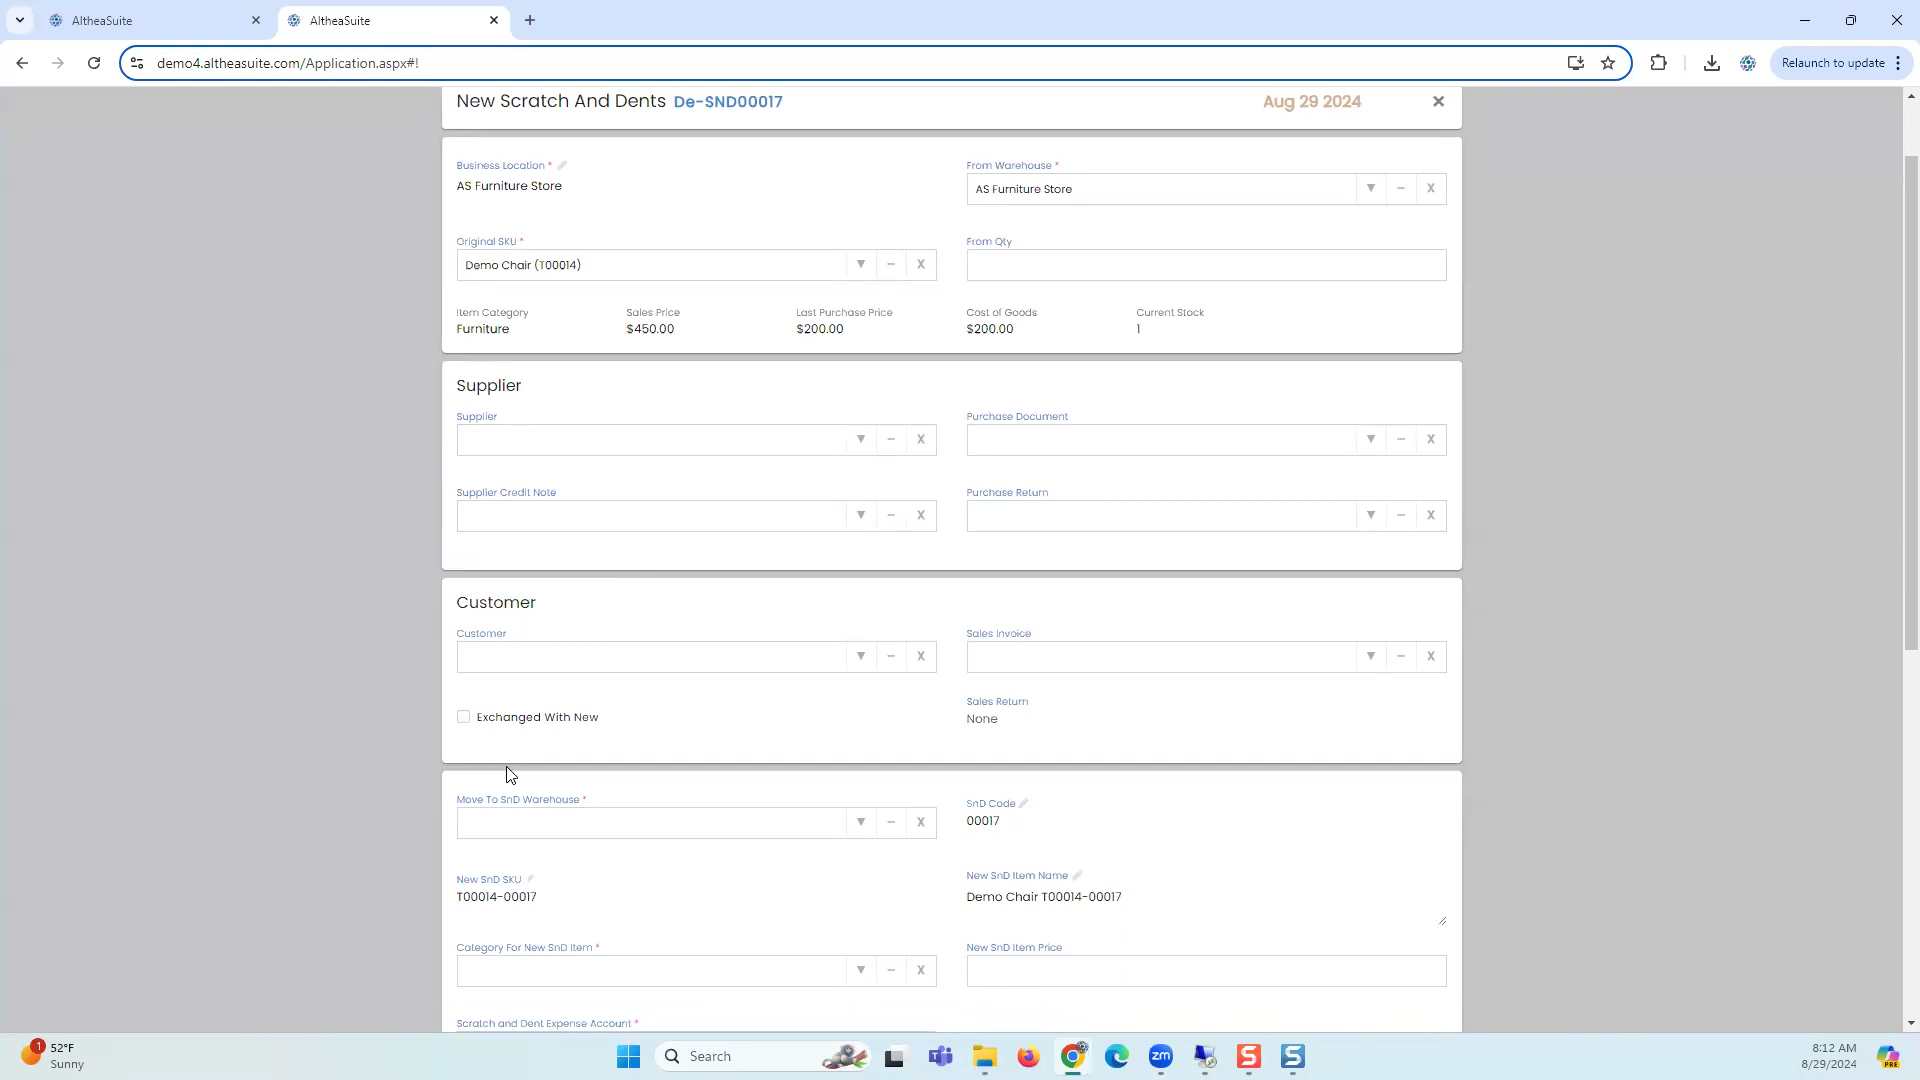 AltheaSuite
AltheaSuite
demo4.altheasuite.com/Application.aspx#!
Relaunch to update
New Scratch And Dents De-SND00017
Aug 29 2024
Business Location *
AS Furniture Store
From Warehouse *
AS Furniture Store
Original SKU *
Demo Chair (T00014)
From Qty
Item Category
Furniture
Sales Price
$450.00
Last Purchase Price
$200.00
Cost of Goods
$200.00
Current Stock
1
Supplier
Supplier
Purchase Document
Supplier Credit Note
Purchase Return
Customer
Customer
Sales Invoice
Exchanged With New
Sales Return
None
Move To SnD Warehouse *
SnD Code
00017
New SnD SKU
T00014-00017
New SnD Item Name
Demo Chair T00014-00017
Category For New SnD Item *
New SnD Item Price
Scratch and Dent Expense Account *
1
52°F
Sunny
Search
zm
S
S
8:12 AM
8/29/2024
PRE